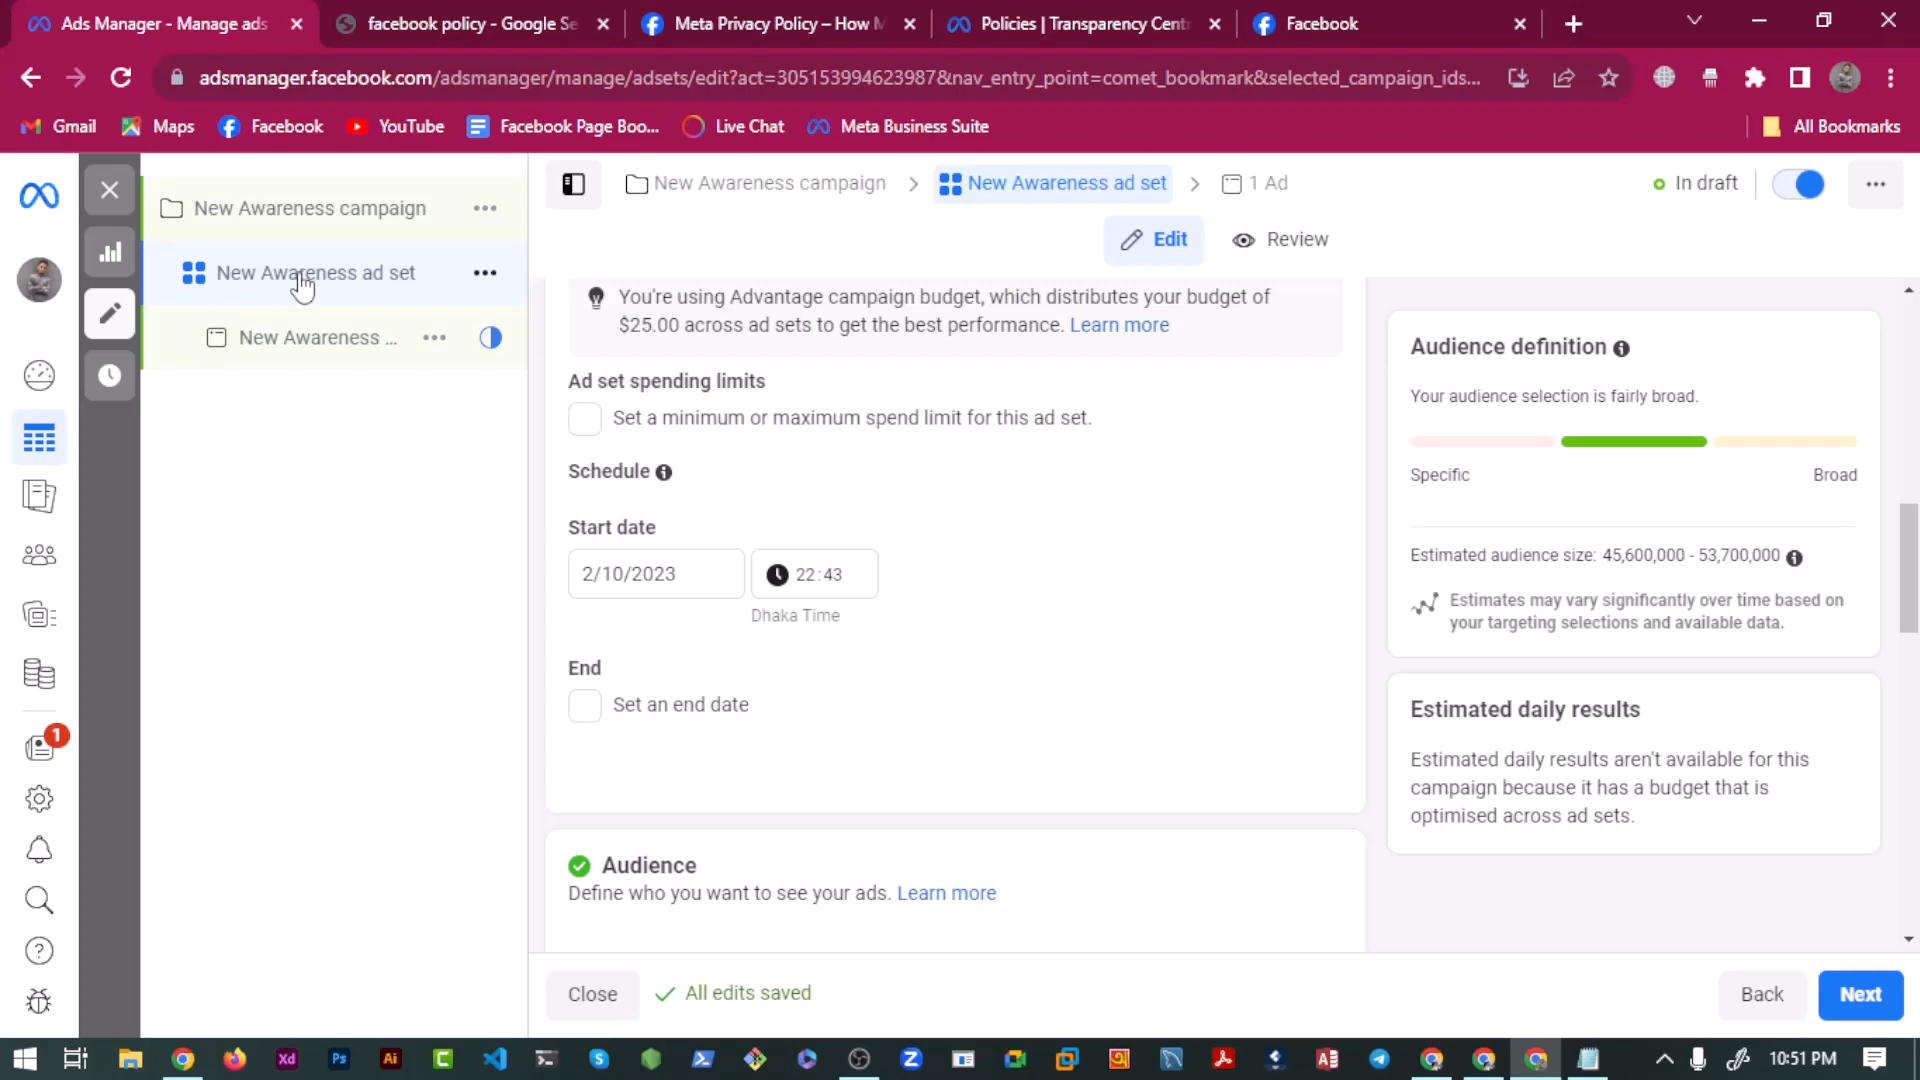 Ads Manager - Manage ads
facebook policy - Google Se
Meta Privacy Policy – How M
Policies | Transparency Centr
Facebook
adsmanager.facebook.com/adsmanager/manage/adsets/edit?act=305153994623987&nav_entry_point=comet_bookmark&selected_campaign_ids...
Gmail
Maps
Facebook
YouTube
Facebook Page Boo...
Live Chat
Meta Business Suite
All Bookmarks
New Awareness campaign
New Awareness ad set
New Awareness ...
New Awareness campaign
New Awareness ad set
1 Ad
In draft
Edit
Review
You're using Advantage campaign budget, which distributes your budget of
$25.00 across ad sets to get the best performance. Learn more
Ad set spending limits
Set a minimum or maximum spend limit for this ad set.
Schedule
Start date
2/10/2023
22:43
Dhaka Time
End
Set an end date
Audience
Define who you want to see your ads. Learn more
Audience definition
Your audience selection is fairly broad.
Specific
Broad
Estimated audience size: 45,600,000 - 53,700,000
Estimates may vary significantly over time based on
your targeting selections and available data.
Estimated daily results
Estimated daily results aren't available for this
campaign because it has a budget that is
optimised across ad sets.
1
Close
All edits saved
Back
Next
Xd
Ps
Ai
C
S
Z
A
10:51 PM